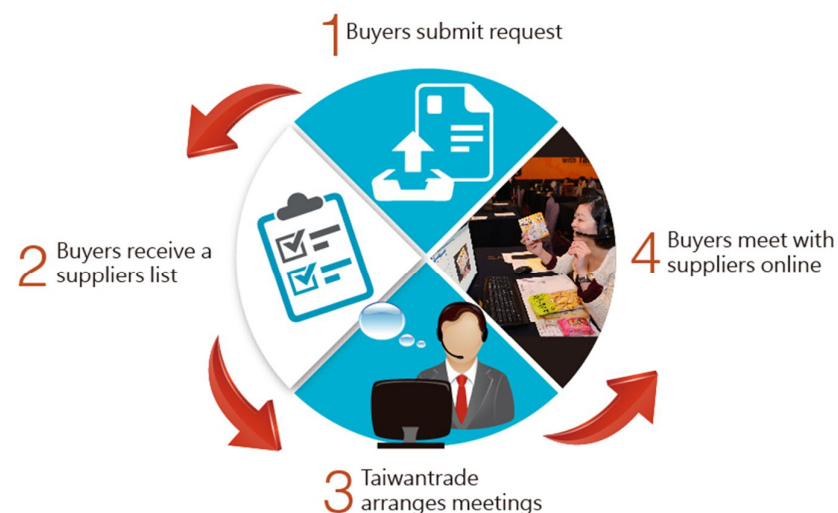 1 Buyers submit request
2 Buyers receive a
suppliers list
3 Taiwantrade
arranges meetings
4 Buyers meet with
suppliers online